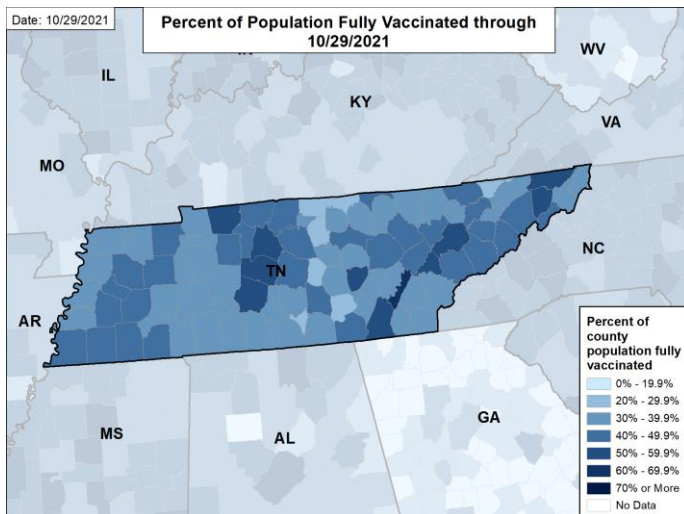 Date: 10/29/2021
Percent of Population Fully Vaccinated through
10/29/2021
IL
IN
WV
KY
VA
MO
TN
NC
AR
MS
AL
GA
Percent of
county
population fully
vaccinated
0% - 19.9%
20% - 29.9%
30% - 39.9%
40% - 49.9%
50% - 59.9%
60% - 69.9%
70% or More
No Data